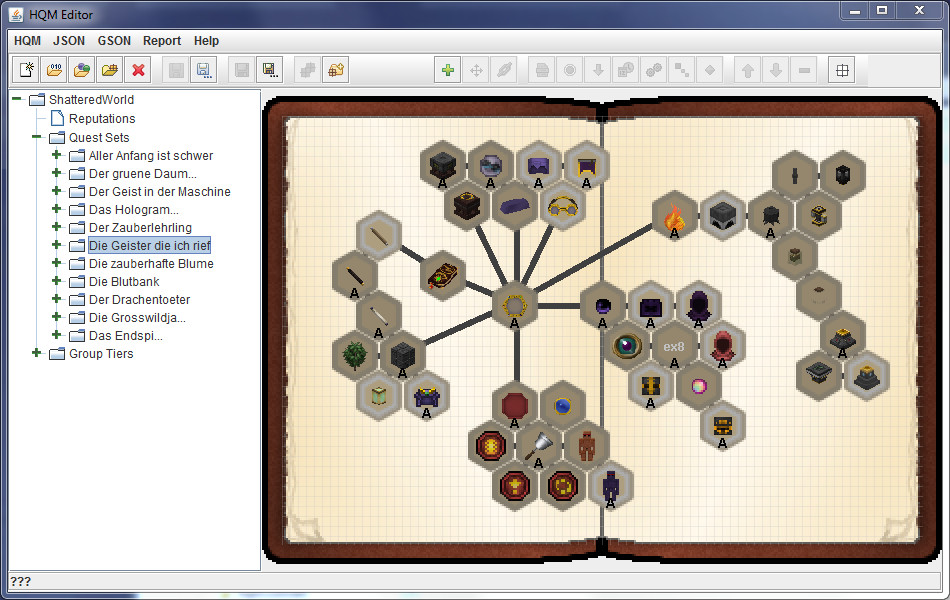 HQM Editor
HQM JSON GSON Report Help
ShatteredWorld
Reputations
Quest Sets
Aller Anfang ist schwer
Der gruene Daum...
Der Geist in der Maschine
Das Hologram...
Der Zauberlehrling
Die Geister die ich rief
Die zauberhafte Blume
Die Blutbank
Der Drachentoeter
Die Grosswildja...
Das Endspi...
Group Tiers
A A A A
A A
A
A
A A A A
A
A ex8 A
A
A A
A
A
A
A
???